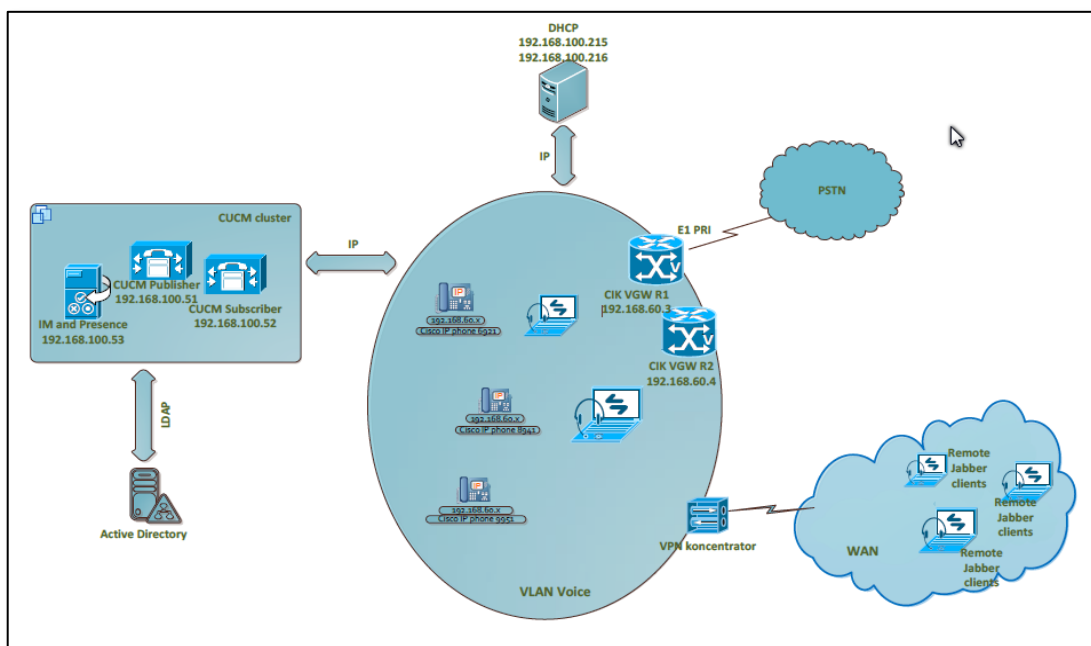 DHCP
192.168.100.215
192.168.100.216
IP
PSTN
E1 PRI
CUCM cluster
IP
CUCM Publisher
192.168.100.51
CUCM Subscriber
192.168.100.52
IM and Presence
192.168.100.53
CIK VGW R1
192.168.60.3
CIK VGW R2
192.168.60.4
IP
192.168.60.x
Cisco IP phone 6921
IP
192.168.60.x
Cisco IP phone 8941
IP
192.168.60.x
Cisco IP phone 9951
LDAP
Active Directory
VPN koncentrator
VLAN Voice
WAN
Remote
Jabber
clients
Remote
Jabber
clients
Remote
Jabber
clients
V
V